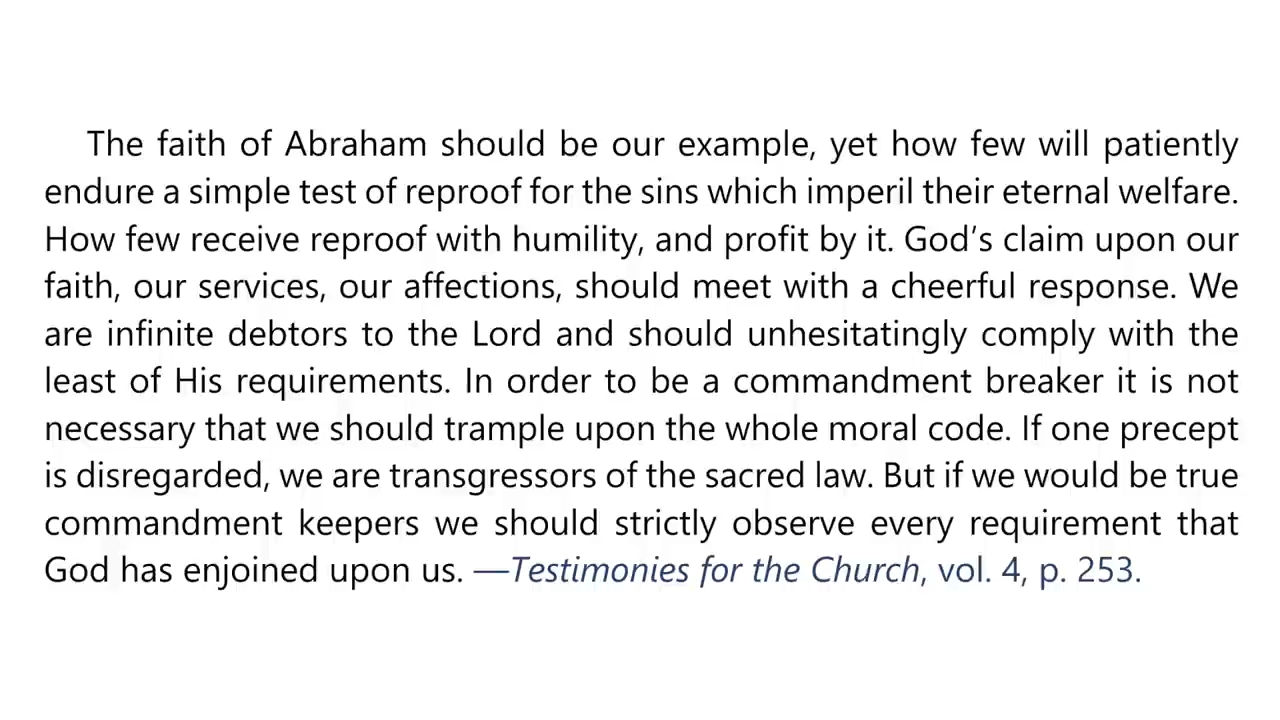 The faith of Abraham should be our example, yet how few will patiently
endure a simple test of reproof for the sins which imperil their eternal welfare.
How few receive reproof with humility, and profit by it. God’s claim upon our
faith, our services, our affections, should meet with a cheerful response. We
are infinite debtors to the Lord and should unhesitatingly comply with the
least of His requirements. In order to be a commandment breaker it is not
necessary that we should trample upon the whole moral code. If one precept
is disregarded, we are transgressors of the sacred law. But if we would be true
commandment keepers we should strictly observe every requirement that
God has enjoined upon us. —Testimonies for the Church, vol. 4, p. 253.